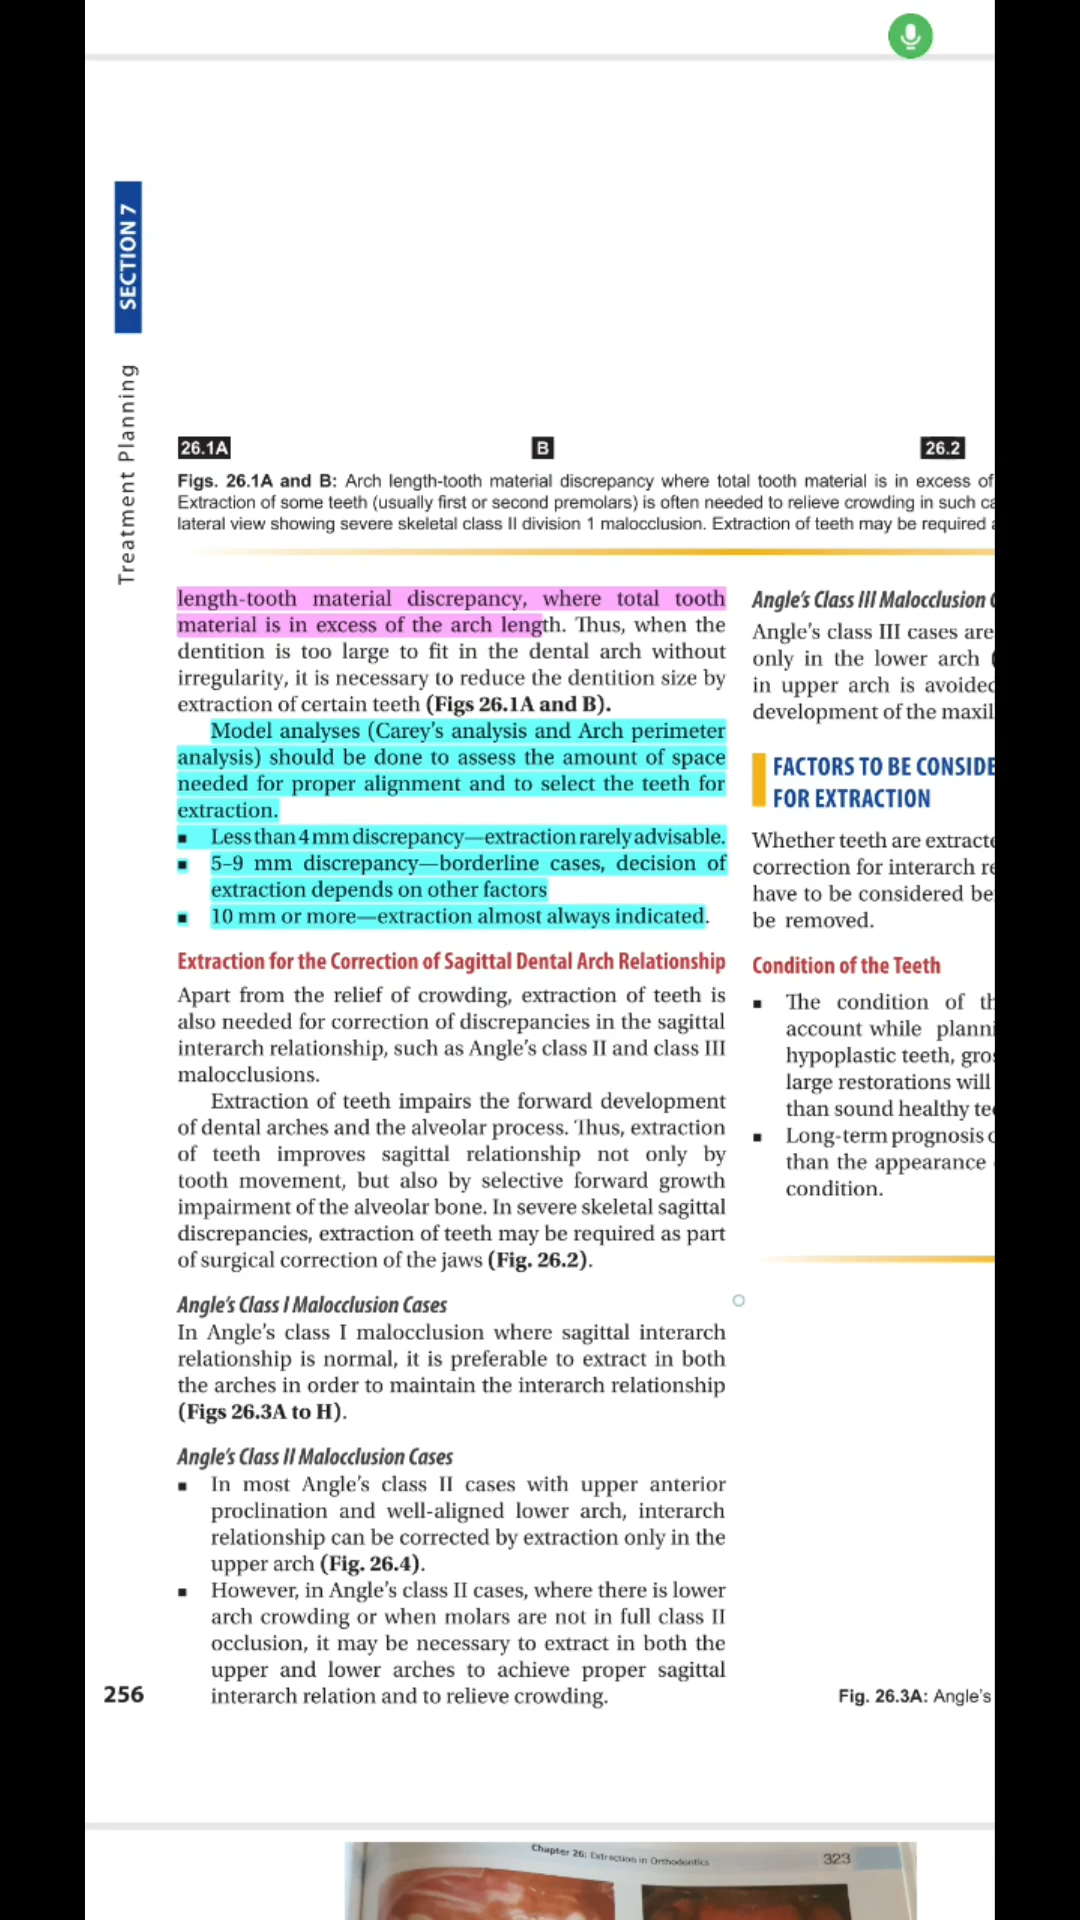 SECTION 7
Treatment Planning
26.1A
B
26.2
Figs. 26.1A and B: Arch length-tooth material discrepancy where total tooth material is in excess of
Extraction of some teeth (usually first or second premolars) is often needed to relieve crowding in such
lateral view showing severe skeletal class II division 1 malocclusion. Extraction of teeth may be required
length-tooth material discrepancy, where total tooth
material is in excess of the arch length. Thus, when the
dentition is too large to fit in the dental arch without
irregularity, it is necessary to reduce the dentition size by
extraction of certain teeth (Figs 26.1A and B).
Model analyses (Carey's analysis and Arch perimeter
analysis) should be done to assess the amount of space
needed for proper alignment and to select the teeth for
extraction.
▪ Less than 4 mm discrepancy—extraction rarely advisable.
▪ 5–9 mm discrepancy—borderline cases, decision of
extraction depends on other factors
▪ 10 mm or more—extraction almost always indicated.
Extraction for the Correction of Sagittal Dental Arch Relationship
Apart from the relief of crowding, extraction of teeth is
also needed for correction of discrepancies in the sagittal
interarch relationship, such as Angle's class II and class III
malocclusions.
Extraction of teeth impairs the forward development
of dental arches and the alveolar process. Thus, extraction
of teeth improves sagittal relationship not only by
tooth movement, but also by selective forward growth
impairment of the alveolar bone. In severe skeletal sagittal
discrepancies, extraction of teeth may be required as part
of surgical correction of the jaws (Fig. 26.2).
Angle's Class I Malocclusion Cases
In Angle's class I malocclusion where sagittal interarch
relationship is normal, it is preferable to extract in both
the arches in order to maintain the interarch relationship
(Figs 26.3A to H).
Angle's Class II Malocclusion Cases
▪ In most Angle's class II cases with upper anterior
proclination and well-aligned lower arch, interarch
relationship can be corrected by extraction only in the
upper arch (Fig. 26.4).
▪ However, in Angle's class II cases, where there is lower
arch crowding or when molars are not in full class II
occlusion, it may be necessary to extract in both the
upper and lower arches to achieve proper sagittal
interarch relation and to relieve crowding.
256
Angle's Class III Malocclusion
Angle's class III cases are
only in the lower arch
in upper arch is avoided
development of the
FACTORS TO BE
FOR EXTRACTION
Whether teeth are
correction for interarch
have to be considered
be removed.
Condition of the Teeth
▪ The condition of
account while
hypoplastic teeth,
large restorations will
than sound healthy
▪ Long-term prognosis
than the appearance
condition.
Fig. 26.3A: Angle's
Chapter 26: Extraction in Orthodontics
323